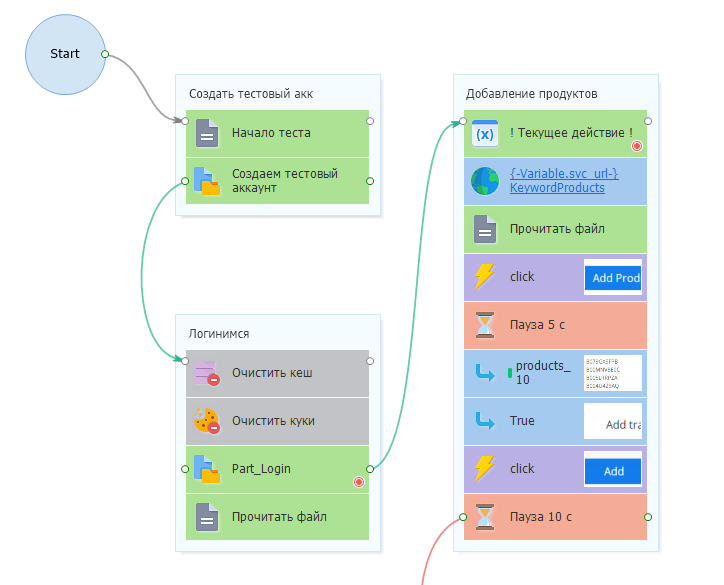 Start
Создать тестовый акк
Начало теста
Создаем тестовый
аккаунт
Логинимся
Очистить кеш
Очистить куки
Part_Login
Прочитать файл
Добавление продуктов
(x)
! Текущее действие !
{-Variable.svc_url-}
KeywordProducts
Прочитать файл
click
Add Prod
Пауза 5 с
products_
10
True
Add tra
click
Add
Пауза 10 с